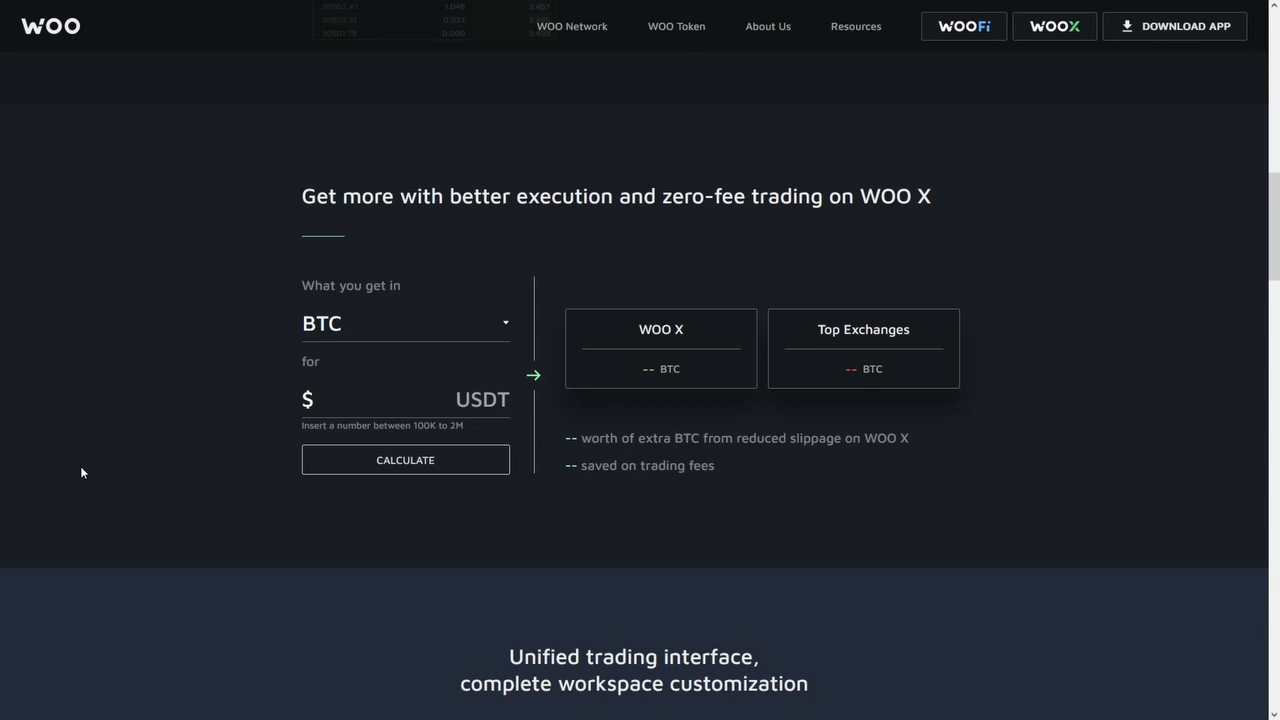 WOO
WOO Network
WOO Token
About Us
Resources
WOOFi
WOOX
DOWNLOAD APP
Get more with better execution and zero-fee trading on WOO X
What you get in
BTC
for
$ USDT
Insert a number between 100K to 2M
CALCULATE
WOO X
-- BTC
Top Exchanges
-- BTC
-- worth of extra BTC from reduced slippage on WOO X
-- saved on trading fees
Unified trading interface,
complete workspace customization